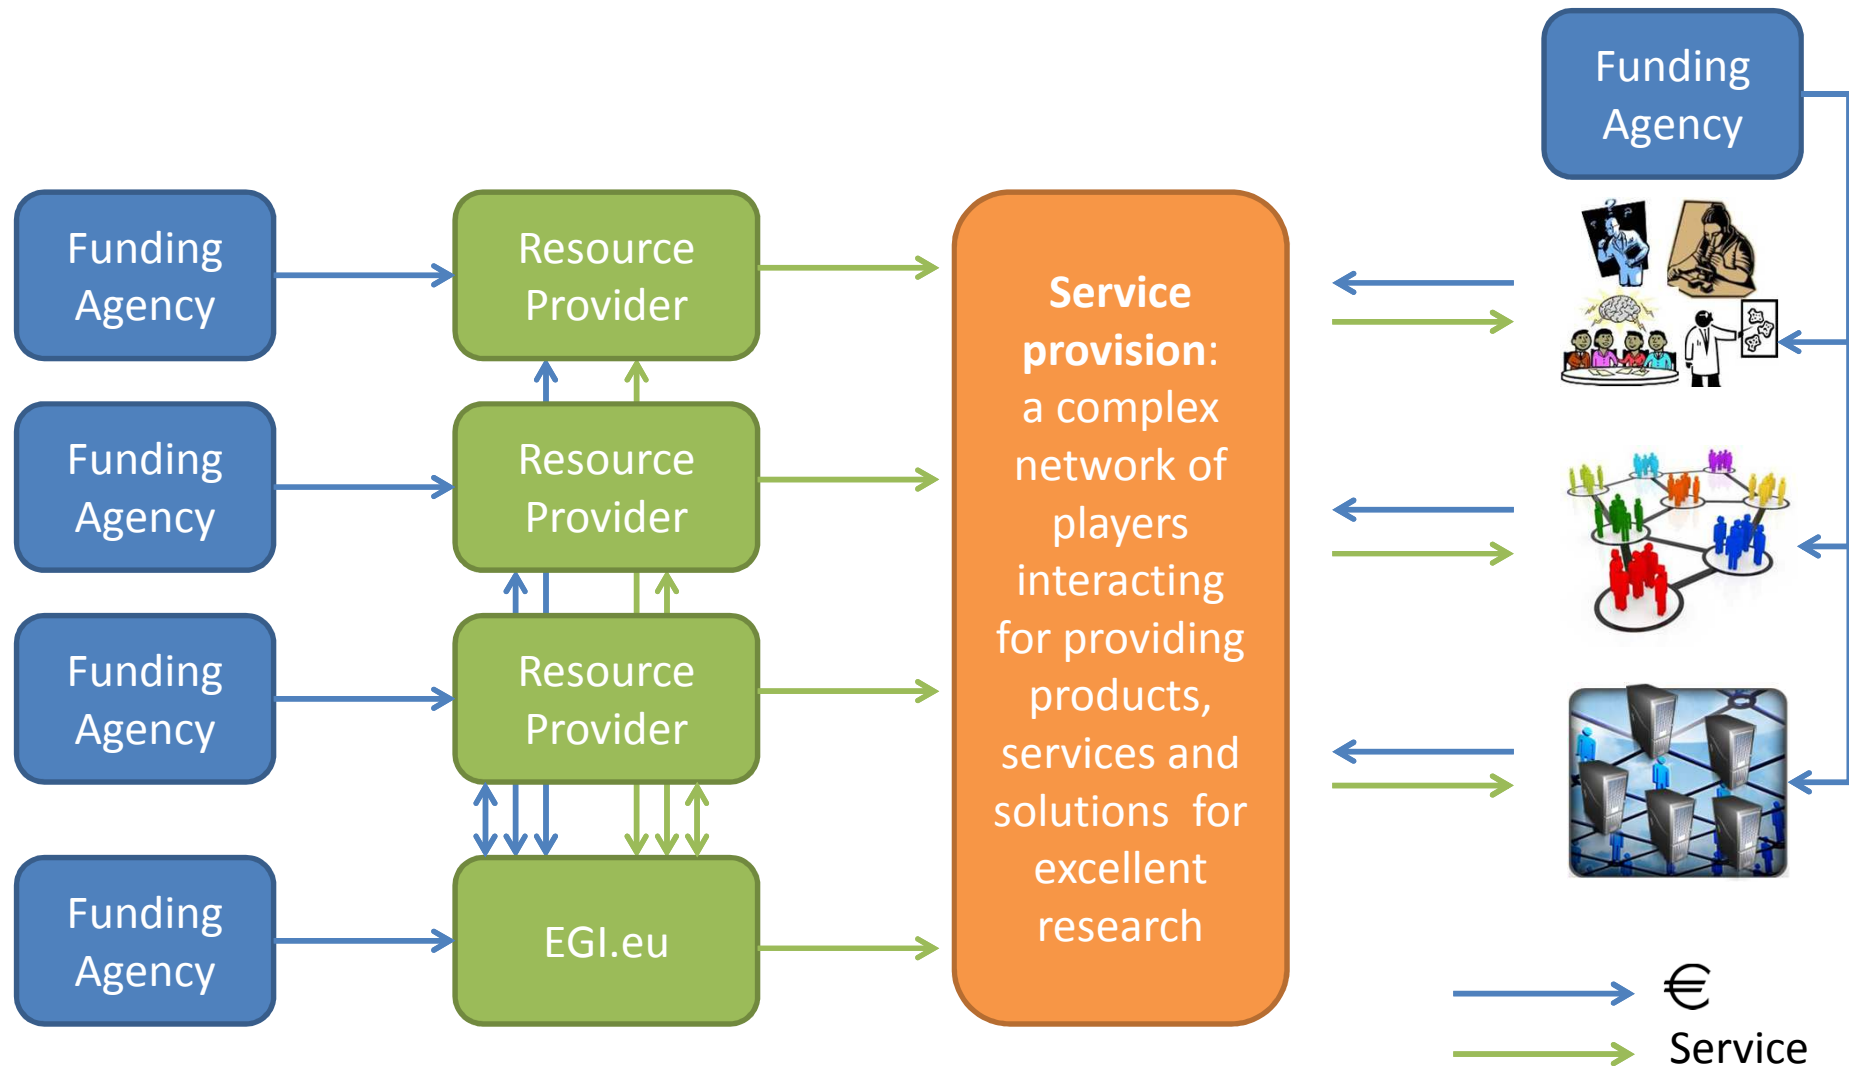 Funding
Agency
Funding
Agency
Resource
Provider
Funding
Agency
Resource
Provider
Funding
Agency
Resource
Provider
Funding
Agency
EGI.eu
Service
provision:
a complex
network of
players
interacting
for providing
products,
services and
solutions for
excellent
research
€
Service